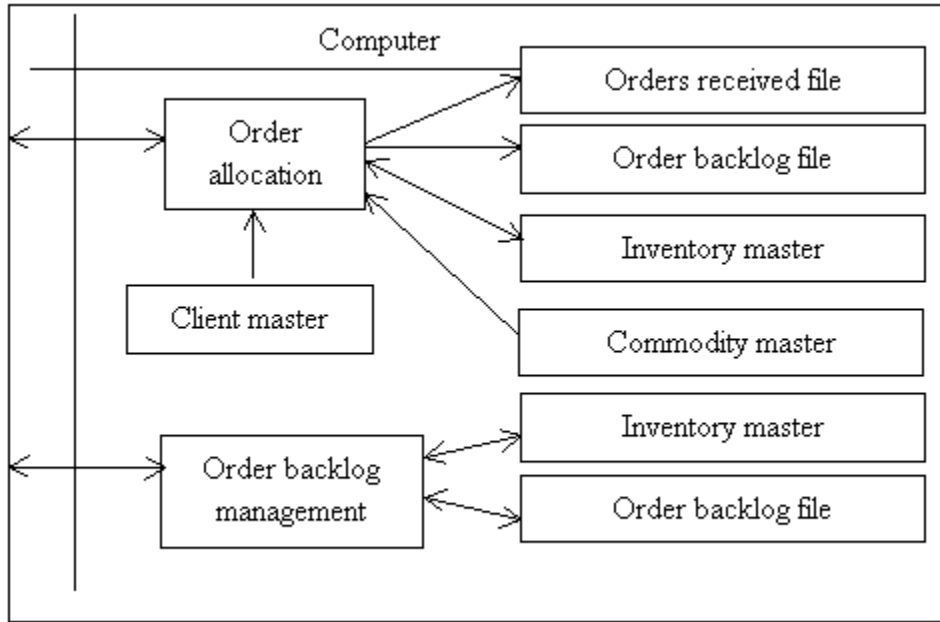 Computer
Orders received file
Order
allocation
Order backlog file
Inventory master
Client master
Commodity master
Inventory master
Order backlog
management
Order backlog file